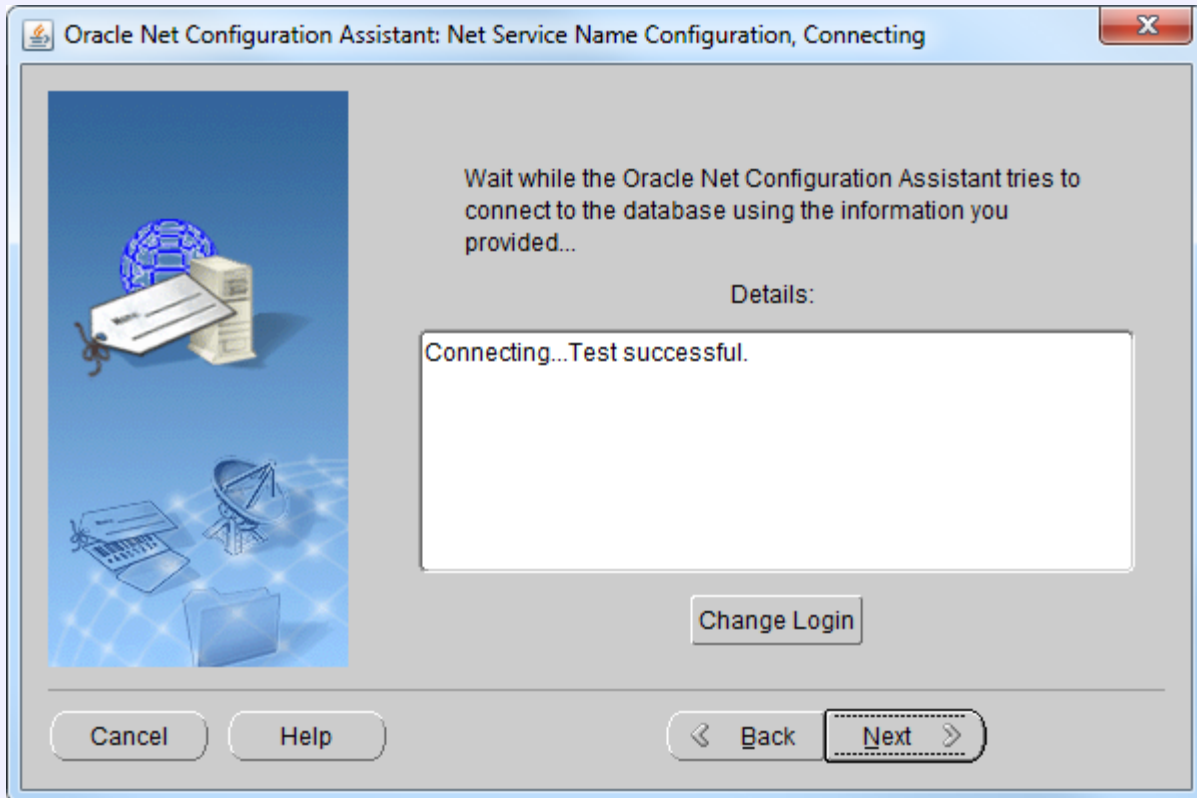 Oracle Net Configuration Assistant: Net Service Name Configuration, Connecting
Wait while the Oracle Net Configuration Assistant tries to
connect to the database using the information you
provided...
Details:
Connecting...Test successful.
Change Login
Cancel
Help
Back
Next